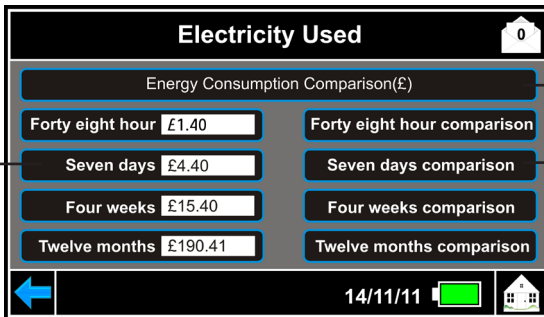 Electricity Used
0
Energy Consumption Comparison(£)
Forty eight hour £1.40
Forty eight hour comparison
Seven days £4.40
Seven days comparison
Four weeks £15.40
Four weeks comparison
Twelve months £190.41
Twelve months comparison
14/11/11